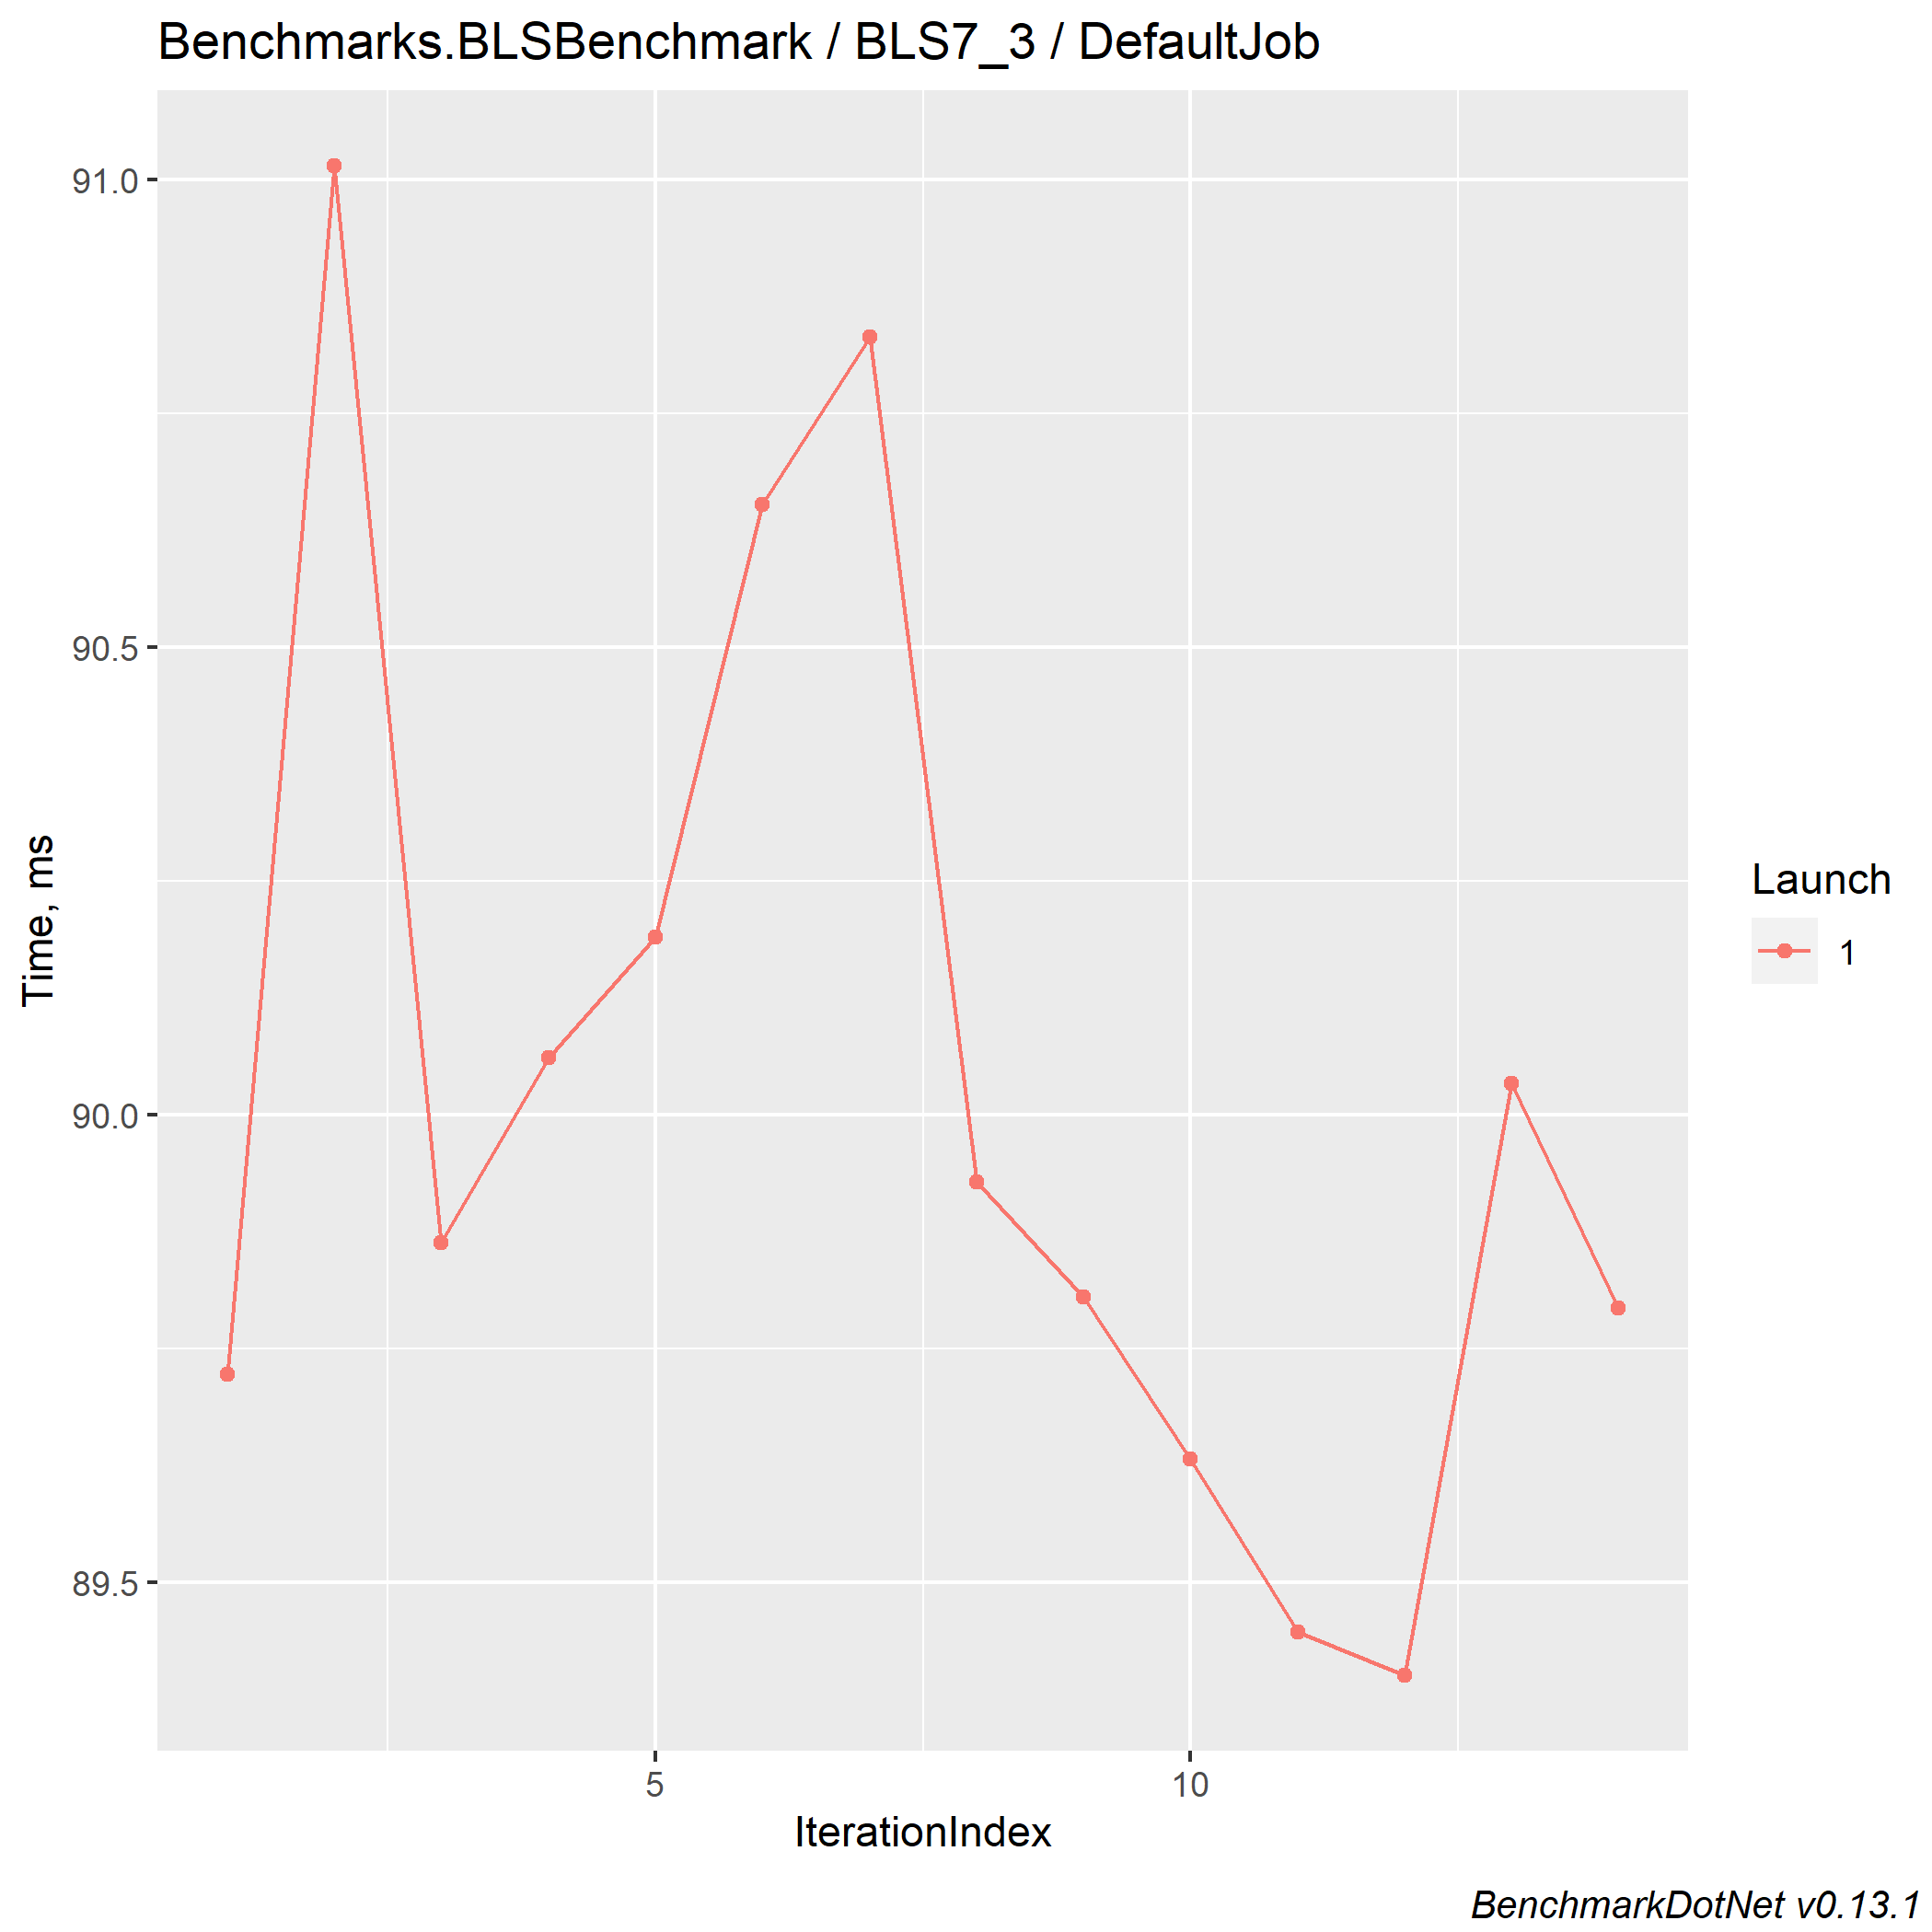 Benchmarks.BLSBenchmark / BLS7_3 / DefaultJob
91.0
90.5
90.0
89.5
Time, ms
5
10
IterationIndex
Launch
1
BenchmarkDotNet v0.13.1